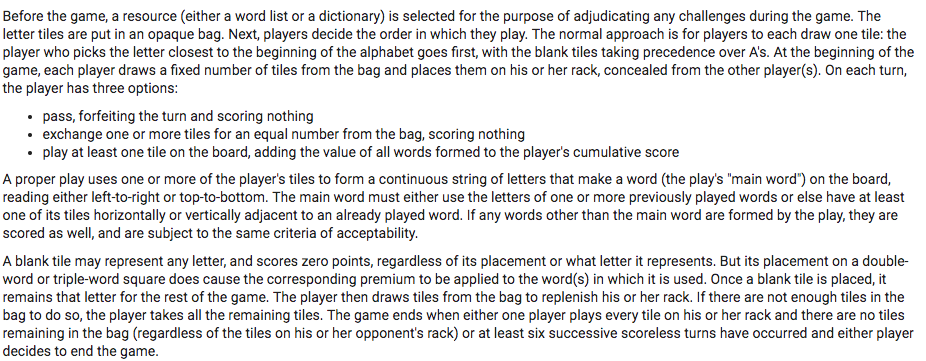 Before the game, a resource (either a word list or a dictionary) is selected for the purpose of adjudicating any challenges during the game. The
letter tiles are put in an opaque bag. Next, players decide the order in which they play. The normal approach is for players to each draw one tile: the
player who picks the letter closest to the beginning of the alphabet goes first, with the blank tiles taking precedence over A's. At the beginning of the
game, each player draws a fixed number of tiles from the bag and places them on his or her rack, concealed from the other player(s). On each turn,
the player has three options:
• pass, forfeiting the turn and scoring nothing
• exchange one or more tiles for an equal number from the bag, scoring nothing
• play at least one tile on the board, adding the value of all words formed to the player's cumulative score
A proper play uses one or more of the player's tiles to form a continuous string of letters that make a word (the play's "main word") on the board,
reading either left-to-right or top-to-bottom. The main word must either use the letters of one or more previously played words or else have at least
one of its tiles horizontally or vertically adjacent to an already played word. If any words other than the main word are formed by the play, they are
scored as well, and are subject to the same criteria of acceptability.
A blank tile may represent any letter, and scores zero points, regardless of its placement or what letter it represents. But its placement on a double-
word or triple-word square does cause the corresponding premium to be applied to the word(s) in which it is used. Once a blank tile is placed, it
remains that letter for the rest of the game. The player then draws tiles from the bag to replenish his or her rack. If there are not enough tiles in the
bag to do so, the player takes all the remaining tiles. The game ends when either one player plays every tile on his or her rack and there are no tiles
remaining in the bag (regardless of the tiles on his or her opponent's rack) or at least six successive scoreless turns have occurred and either player
decides to end the game.